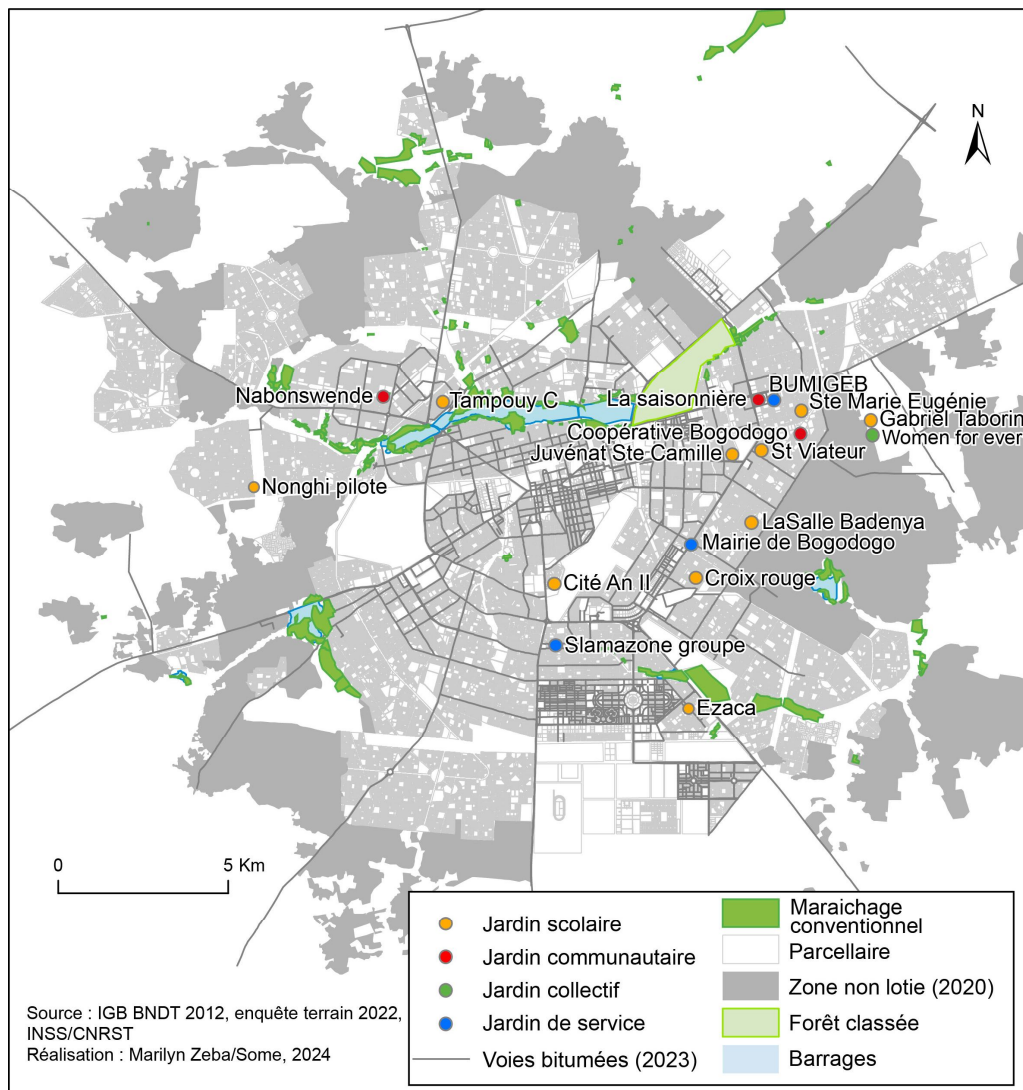 N
Nabonswende
Tampouy C
La saisonnière
BUMIGEB
Ste Marie Eugénie
Gabriel Taborin
Coopérative Bogodogo
Women for ever
Juvénat Ste Camille
St Viateur
Nonghi pilote
LaSalle Badenya
Mairie de Bogodogo
Cité An II
Croix rouge
Slamazone groupe
Ezaca
0
5 Km
Jardin scolaire
Jardin communautaire
Jardin collectif
Jardin de service
Voies bitumées (2023)
Maraichage
conventionnel
Parcellaire
Zone non lotie (2020)
Forêt classée
Barrages
Source : IGB BNDT 2012, enquête terrain 2022,
INSS/CNRST
Réalisation : Marilyn Zeba/Some, 2024